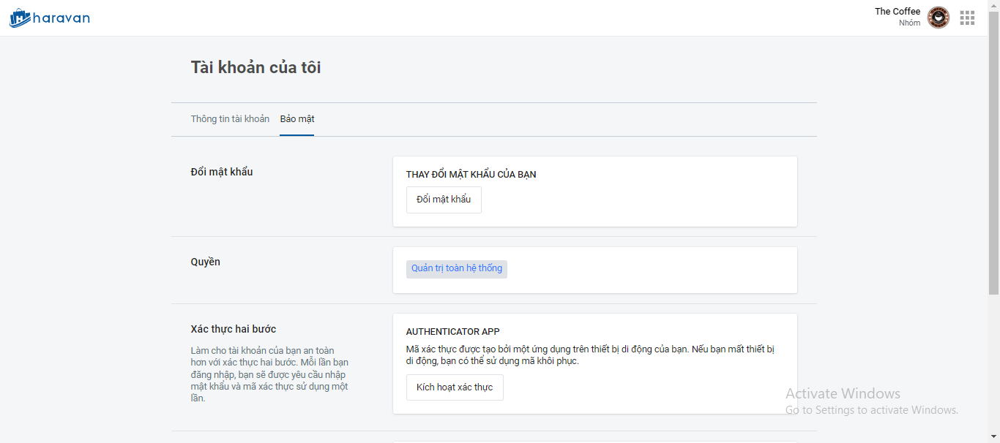 haravan
The Coffee
Nhóm
Tài khoản của tôi
Thông tin tài khoản
Bảo mật
Đổi mật khẩu
THAY ĐỔI MẬT KHẨU CỦA BẠN
Đổi mật khẩu
Quyền
Quản trị toàn hệ thống
Xác thực hai bước
Làm cho tài khoản của bạn an toàn
hơn với xác thực hai bước. Mỗi lần bạn
đăng nhập, bạn sẽ được yêu cầu nhập
mật khẩu và mã xác thực sử dụng một
lần.
AUTHENTICATOR APP
Mã xác thực được tạo bởi một ứng dụng trên thiết bị di động của bạn. Nếu bạn mất thiết bị
di động, bạn có thể sử dụng mã khôi phục.
Kích hoạt xác thực
Activate Windows
Go to Settings to activate Windows.